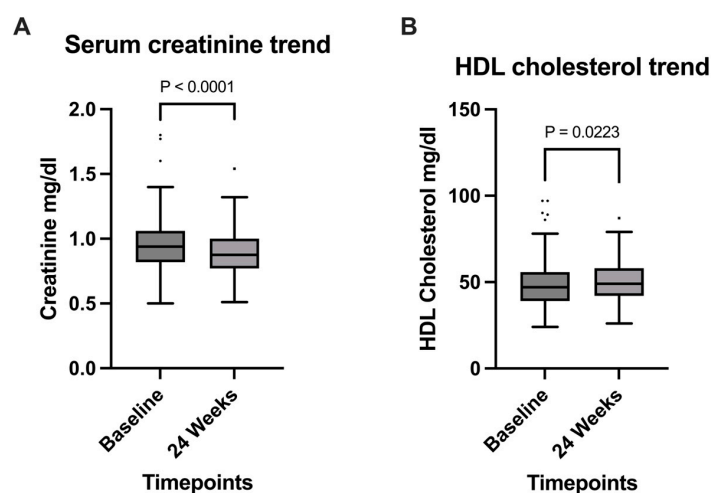 A
Serum creatinine trend
P < 0.0001
2.0
1.5
1.0
0.5
0.0
Creatinine mg/dl
Baseline
24 Weeks
Timepoints
B
HDL cholesterol trend
P = 0.0223
150
100
50
0
HDL Cholesterol mg/dl
Baseline
24 Weeks
Timepoints